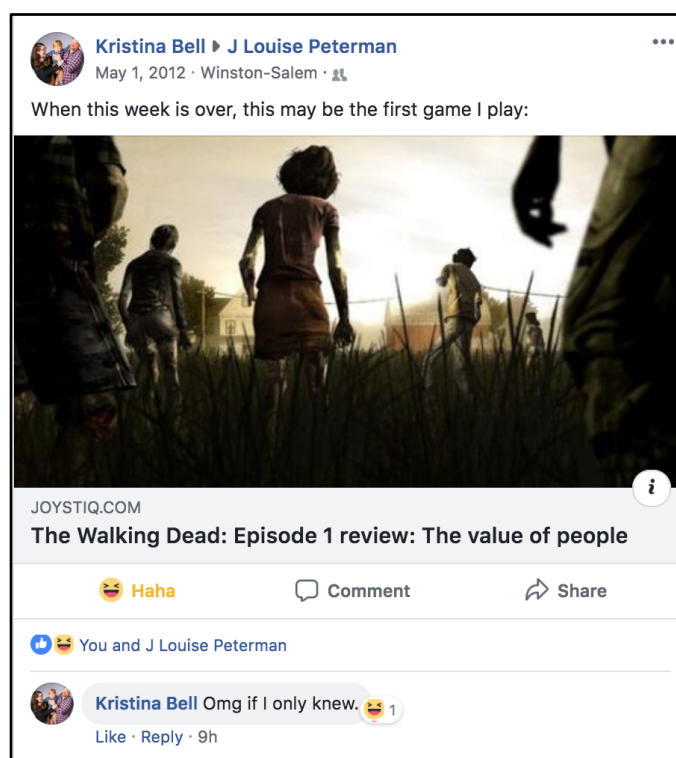 Kristina Bell ▸ J Louise Peterman
May 1, 2012 · Winston-Salem ·
When this week is over, this may be the first game I play:
i
JOYSTIQ.COM
The Walking Dead: Episode 1 review: The value of people
Haha Comment Share
You and J Louise Peterman
Kristina Bell Omg if I only knew. 1
Like · Reply · 9h